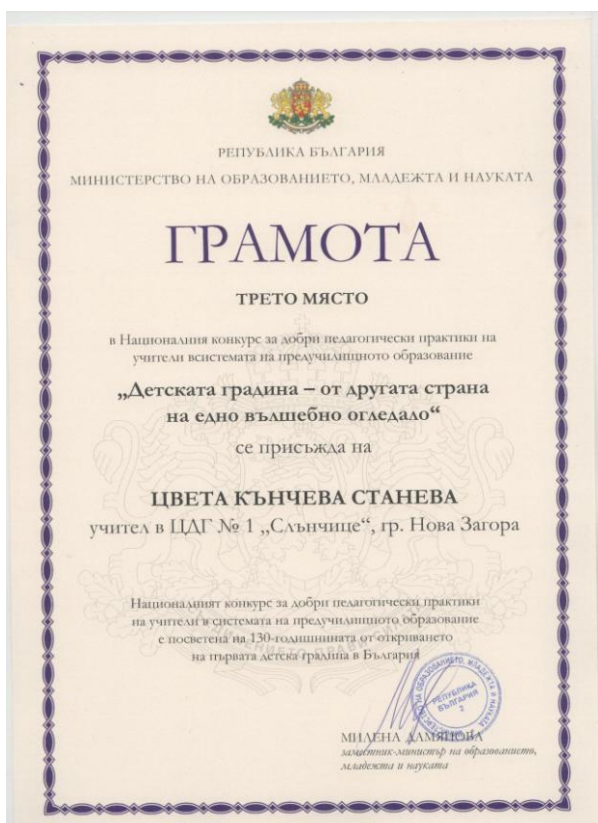 РЕПУБЛИКА БЪЛГАРИЯ
МИНИСТЕРСТВО НА ОБРАЗОВАНИЕТО, МЛАДЕЖТА И НАУКАТА
ГРАМОТА
ТРЕТО МЯСТО
в Националния конкурс за добри педагогически практики на
учители всистемата на предучилищното образование
„Детската градина – от другата страна
на едно вълшебно огледало“
се присъжда на
ЦВЕТА КЪНЧЕВА СТАНЕВА
учител в ЦДГ № 1 „Слънчице“, гр. Нова Загора
Националният конкурс за добри педагогически практики
на учители в системата на предучилищното образование
е посветена на 130-годишнината от откриването
на първата детска градина в България
МИЛЕНА ДАМЯНОВА
заместник-министър на образованието,
младежта и науката
РЕПУБЛИКА
БЪЛГАРИЯ
2